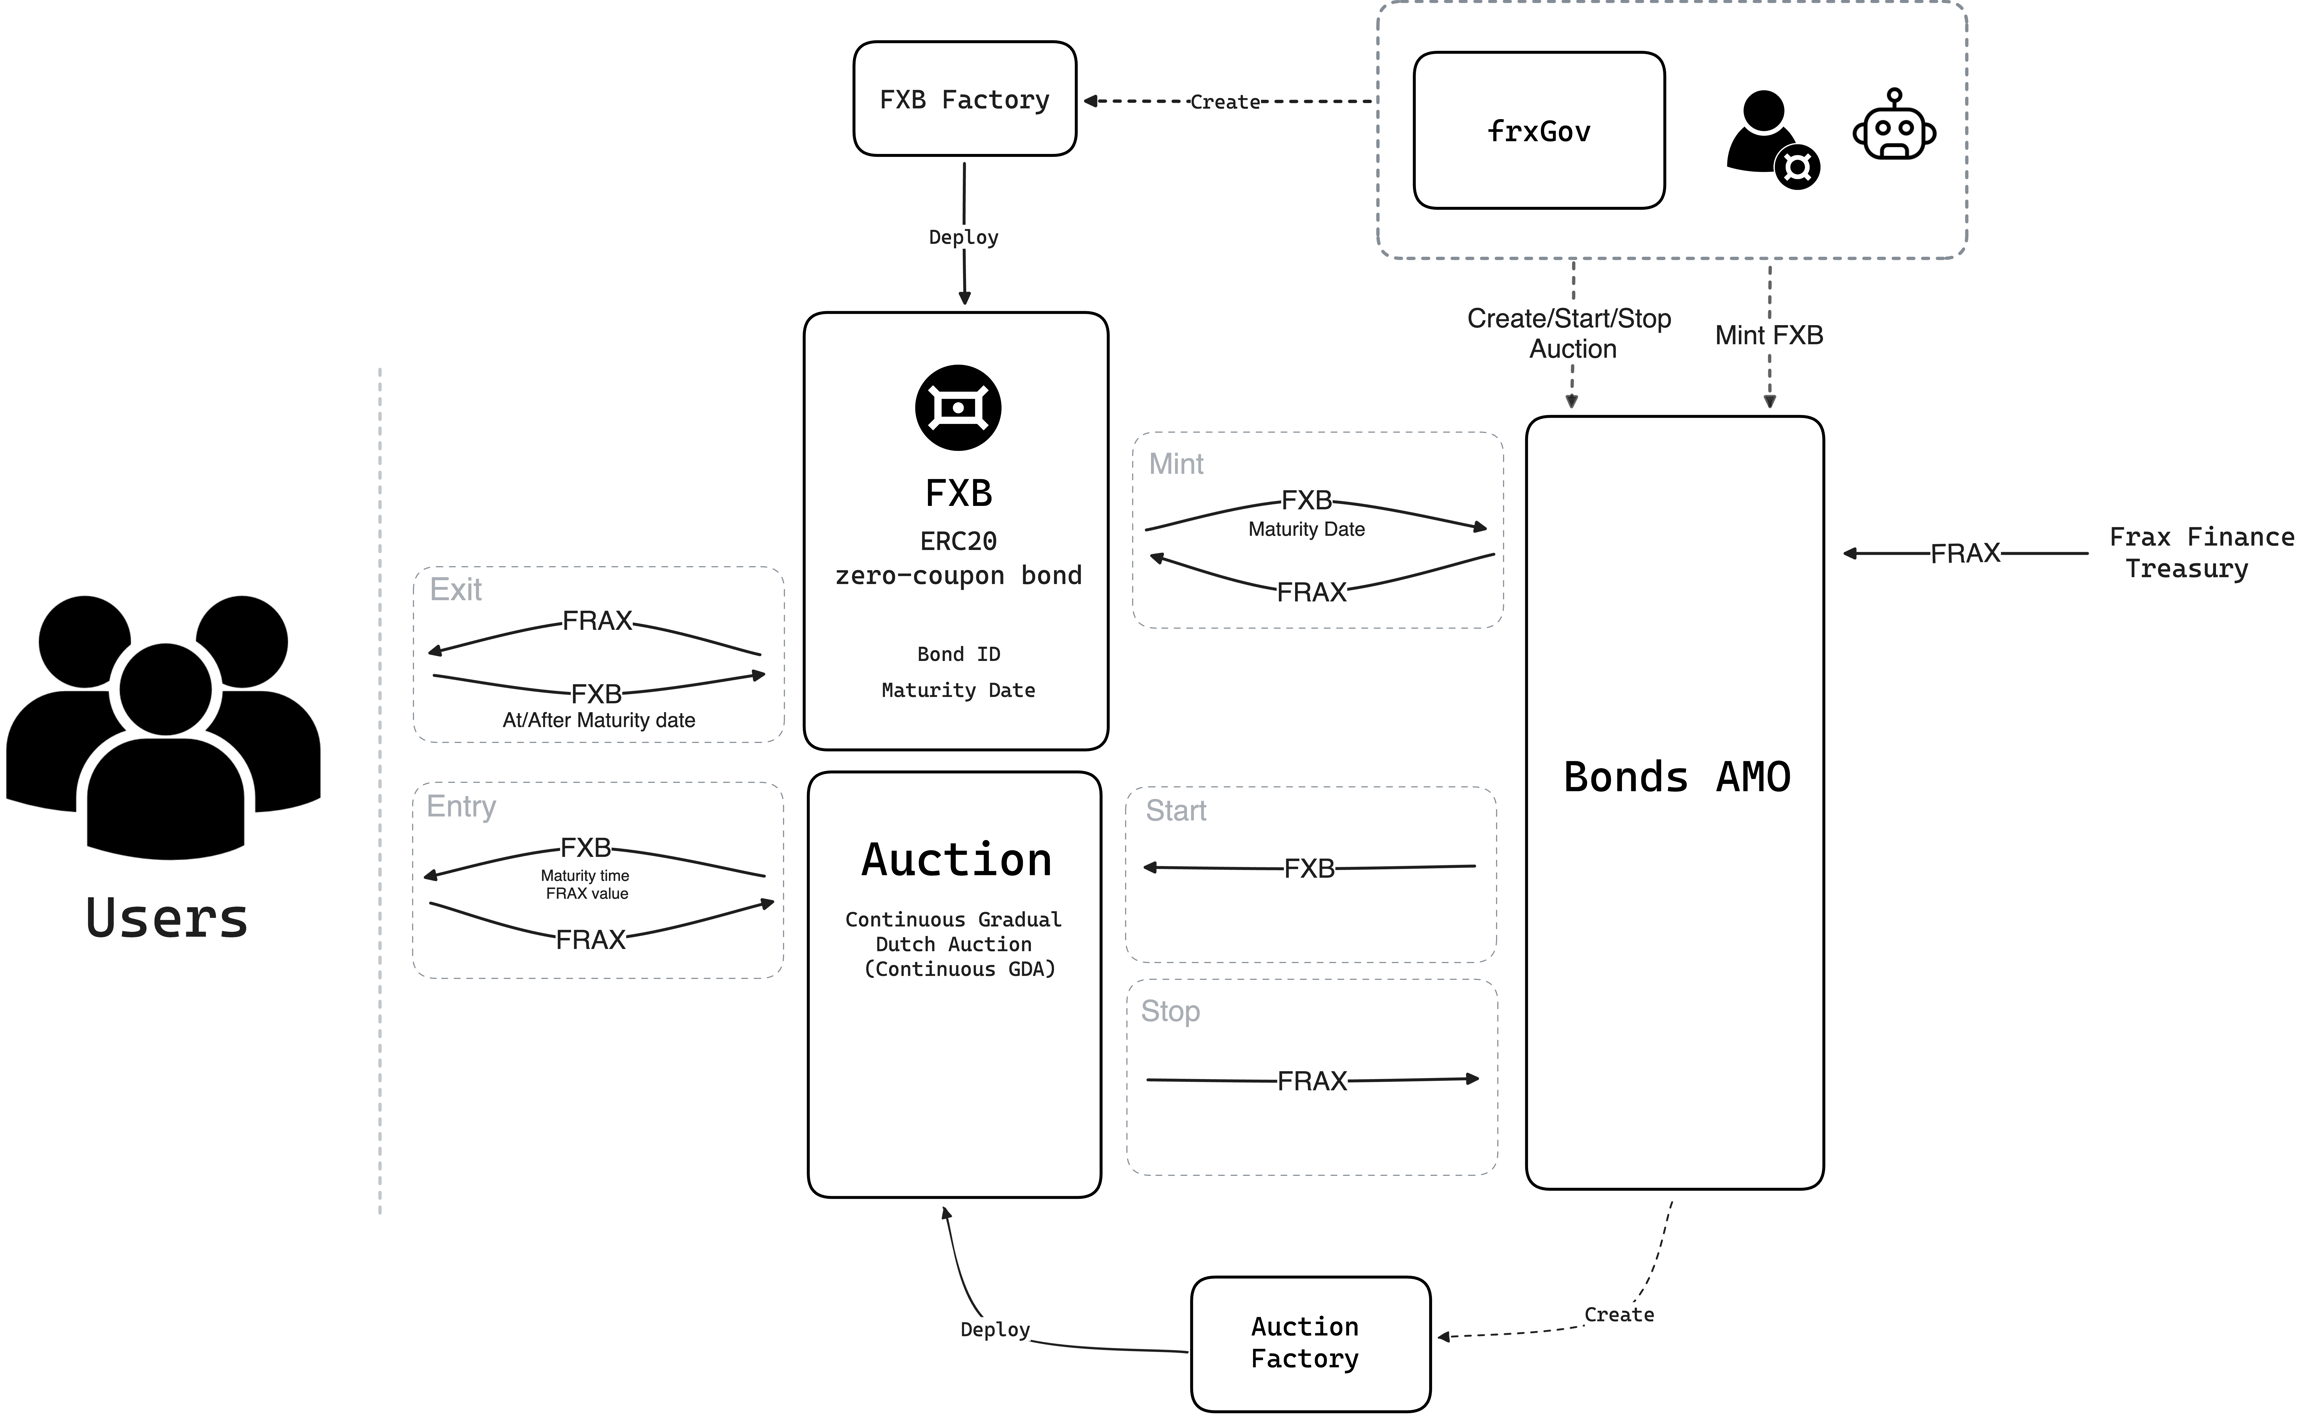 FXB Factory
Create
frxGov
Deploy
Create/Start/Stop
Auction
Mint FXB
FXB
ERC20
zero-coupon bond
Bond ID
Maturity Date
Mint
FXB
Maturity Date
FRAX
FRAX
Frax Finance
Treasury
Exit
FRAX
FXB
At/After Maturity date
Users
Entry
FXB
Maturity time
FRAX value
FRAX
Auction
Continuous Gradual
Dutch Auction
(Continuous GDA)
Start
FXB
Stop
FRAX
Bonds AMO
Deploy
Auction
Factory
Create